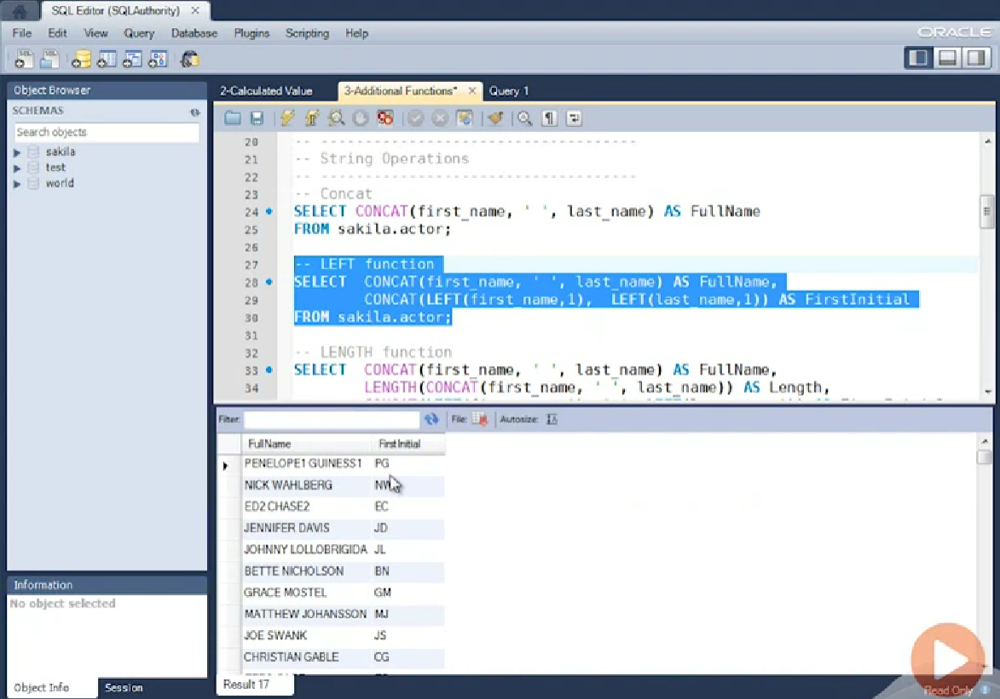 SQL Editor (SQLAuthority) ×
File Edit View Query Database Plugins Scripting Help
ORACLE
Object Browser
SCHEMAS
Search objects
sakila
test
world
2-Calculated Value 3-Additional Functions* × Query 1
20 -- ------------------------------------
21 -- String Operations
22 -- ------------------------------------
23 -- Concat
24 SELECT CONCAT(first_name, ' ', last_name) AS FullName
25 FROM sakila.actor;
26
27 -- LEFT function
28 SELECT CONCAT(first_name, ' ', last_name) AS FullName,
29 CONCAT(LEFT(first_name,1), LEFT(last_name,1)) AS FirstInitial
30 FROM sakila.actor;
31
32 -- LENGTH function
33 SELECT CONCAT(first_name, ' ', last_name) AS FullName,
34 LENGTH(CONCAT(first_name, ' ', last_name)) AS Length,
Filter: File: Autosize:
FullName FirstInitial
PENELOPE1 GUINESS1 PG
NICK WAHLBERG NW
ED2 CHASE2 EC
JENNIFER DAVIS JD
JOHNNY LOLLOBRIGIDA JL
BETTE NICHOLSON BN
GRACE MOSTEL GM
MATTHEW JOHANSSON MJ
JOE SWANK JS
CHRISTIAN GABLE CG
Information
No object selected
Object Info Session
Result 17
Read Only